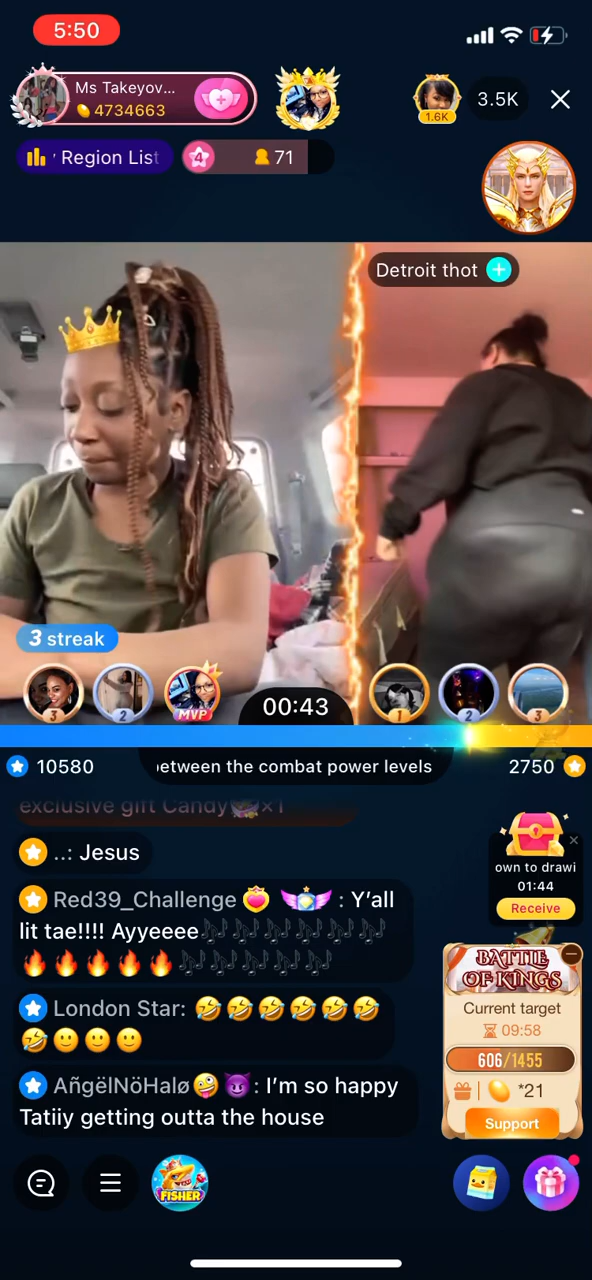 5:50
Ms Takeyov...
4734663
1.6K
3.5K
Region List
4
71
Detroit thot
3 streak
3
2
MVP
00:43
1
2
3
10580
etween the combat power levels
2750
exclusive gift Candy ×1
..: Jesus
own to drawi
01:44
Receive
Red39_Challenge : Y'all
lit tae!!!! Ayyeeee🎶🎶🎶🎶🎶🎶
🔥🔥🔥🔥🔥🎶🎶🎶🎶🎶
BATTLE
OF KINGS
Current target
09:58
606/1455
*21
Support
London Star: 🤣🤣🤣🤣🤣🤣
🤣🙂🙂🙂
AñgëlNöHalø🤪😈: I'm so happy
Tatiiy getting outta the house
FISHER